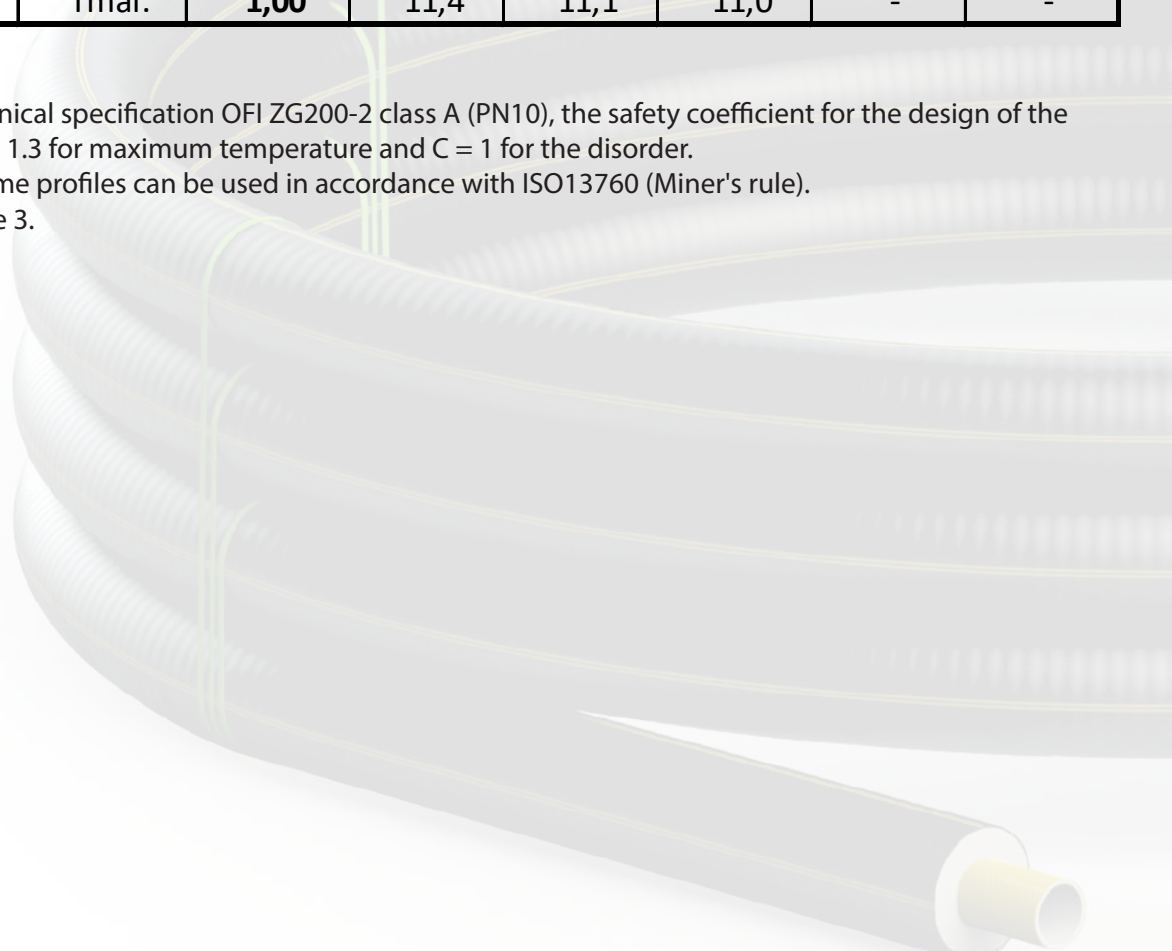 Tmal. 1,00 11,4 11,1 11,0 - -
nical specification OFI ZG200-2 class A (PN10), the safety coefficient for the design of the
1.3 for maximum temperature and C = 1 for the disorder.
me profiles can be used in accordance with ISO13760 (Miner's rule).
e 3.